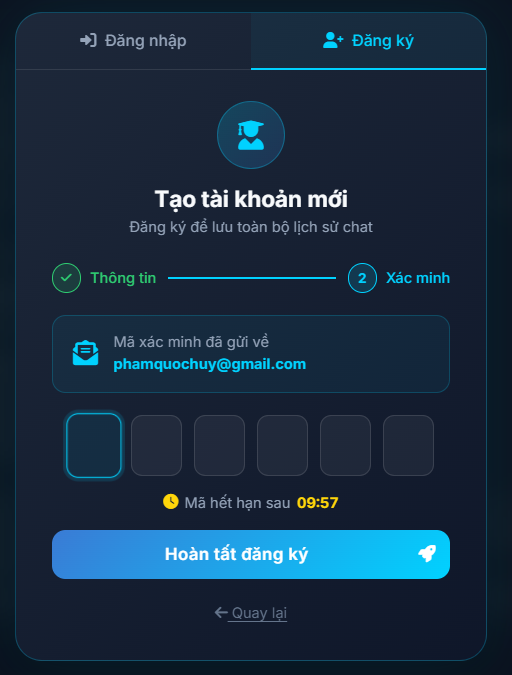 Đăng nhập
Đăng ký
Tạo tài khoản mới
Đăng ký để lưu toàn bộ lịch sử chat
Thông tin
2 Xác minh
Mã xác minh đã gửi về
phamquochuy@gmail.com
Mã hết hạn sau 09:57
Hoàn tất đăng ký
Quay lại